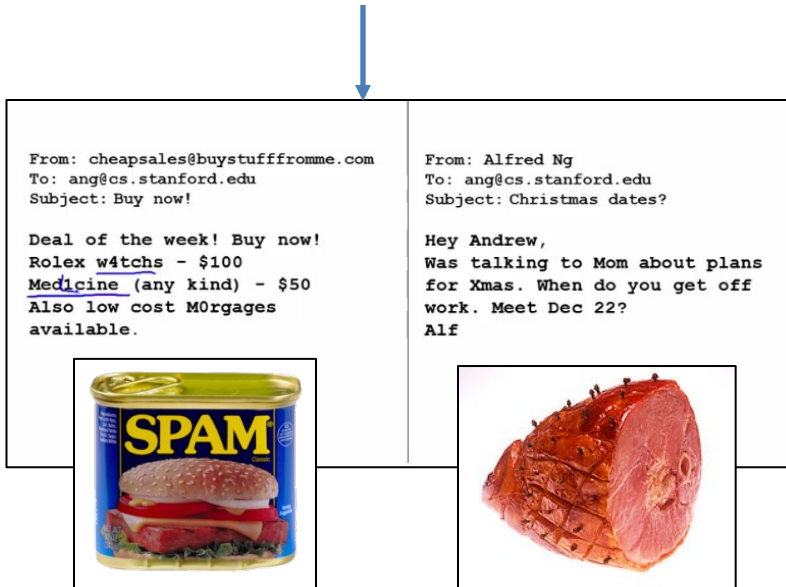 From: cheapsales@buystufffromme.com
To: ang@cs.stanford.edu
Subject: Buy now!
Deal of the week! Buy now!
Rolex w4tchs - $100
Med1cine (any kind) - $50
Also low cost M0rgages
available.
From: Alfred Ng
To: ang@cs.stanford.edu
Subject: Christmas dates?
Hey Andrew,
Was talking to Mom about plans
for Xmas. When do you get off
work. Meet Dec 22?
Alf
SPAM
Classic